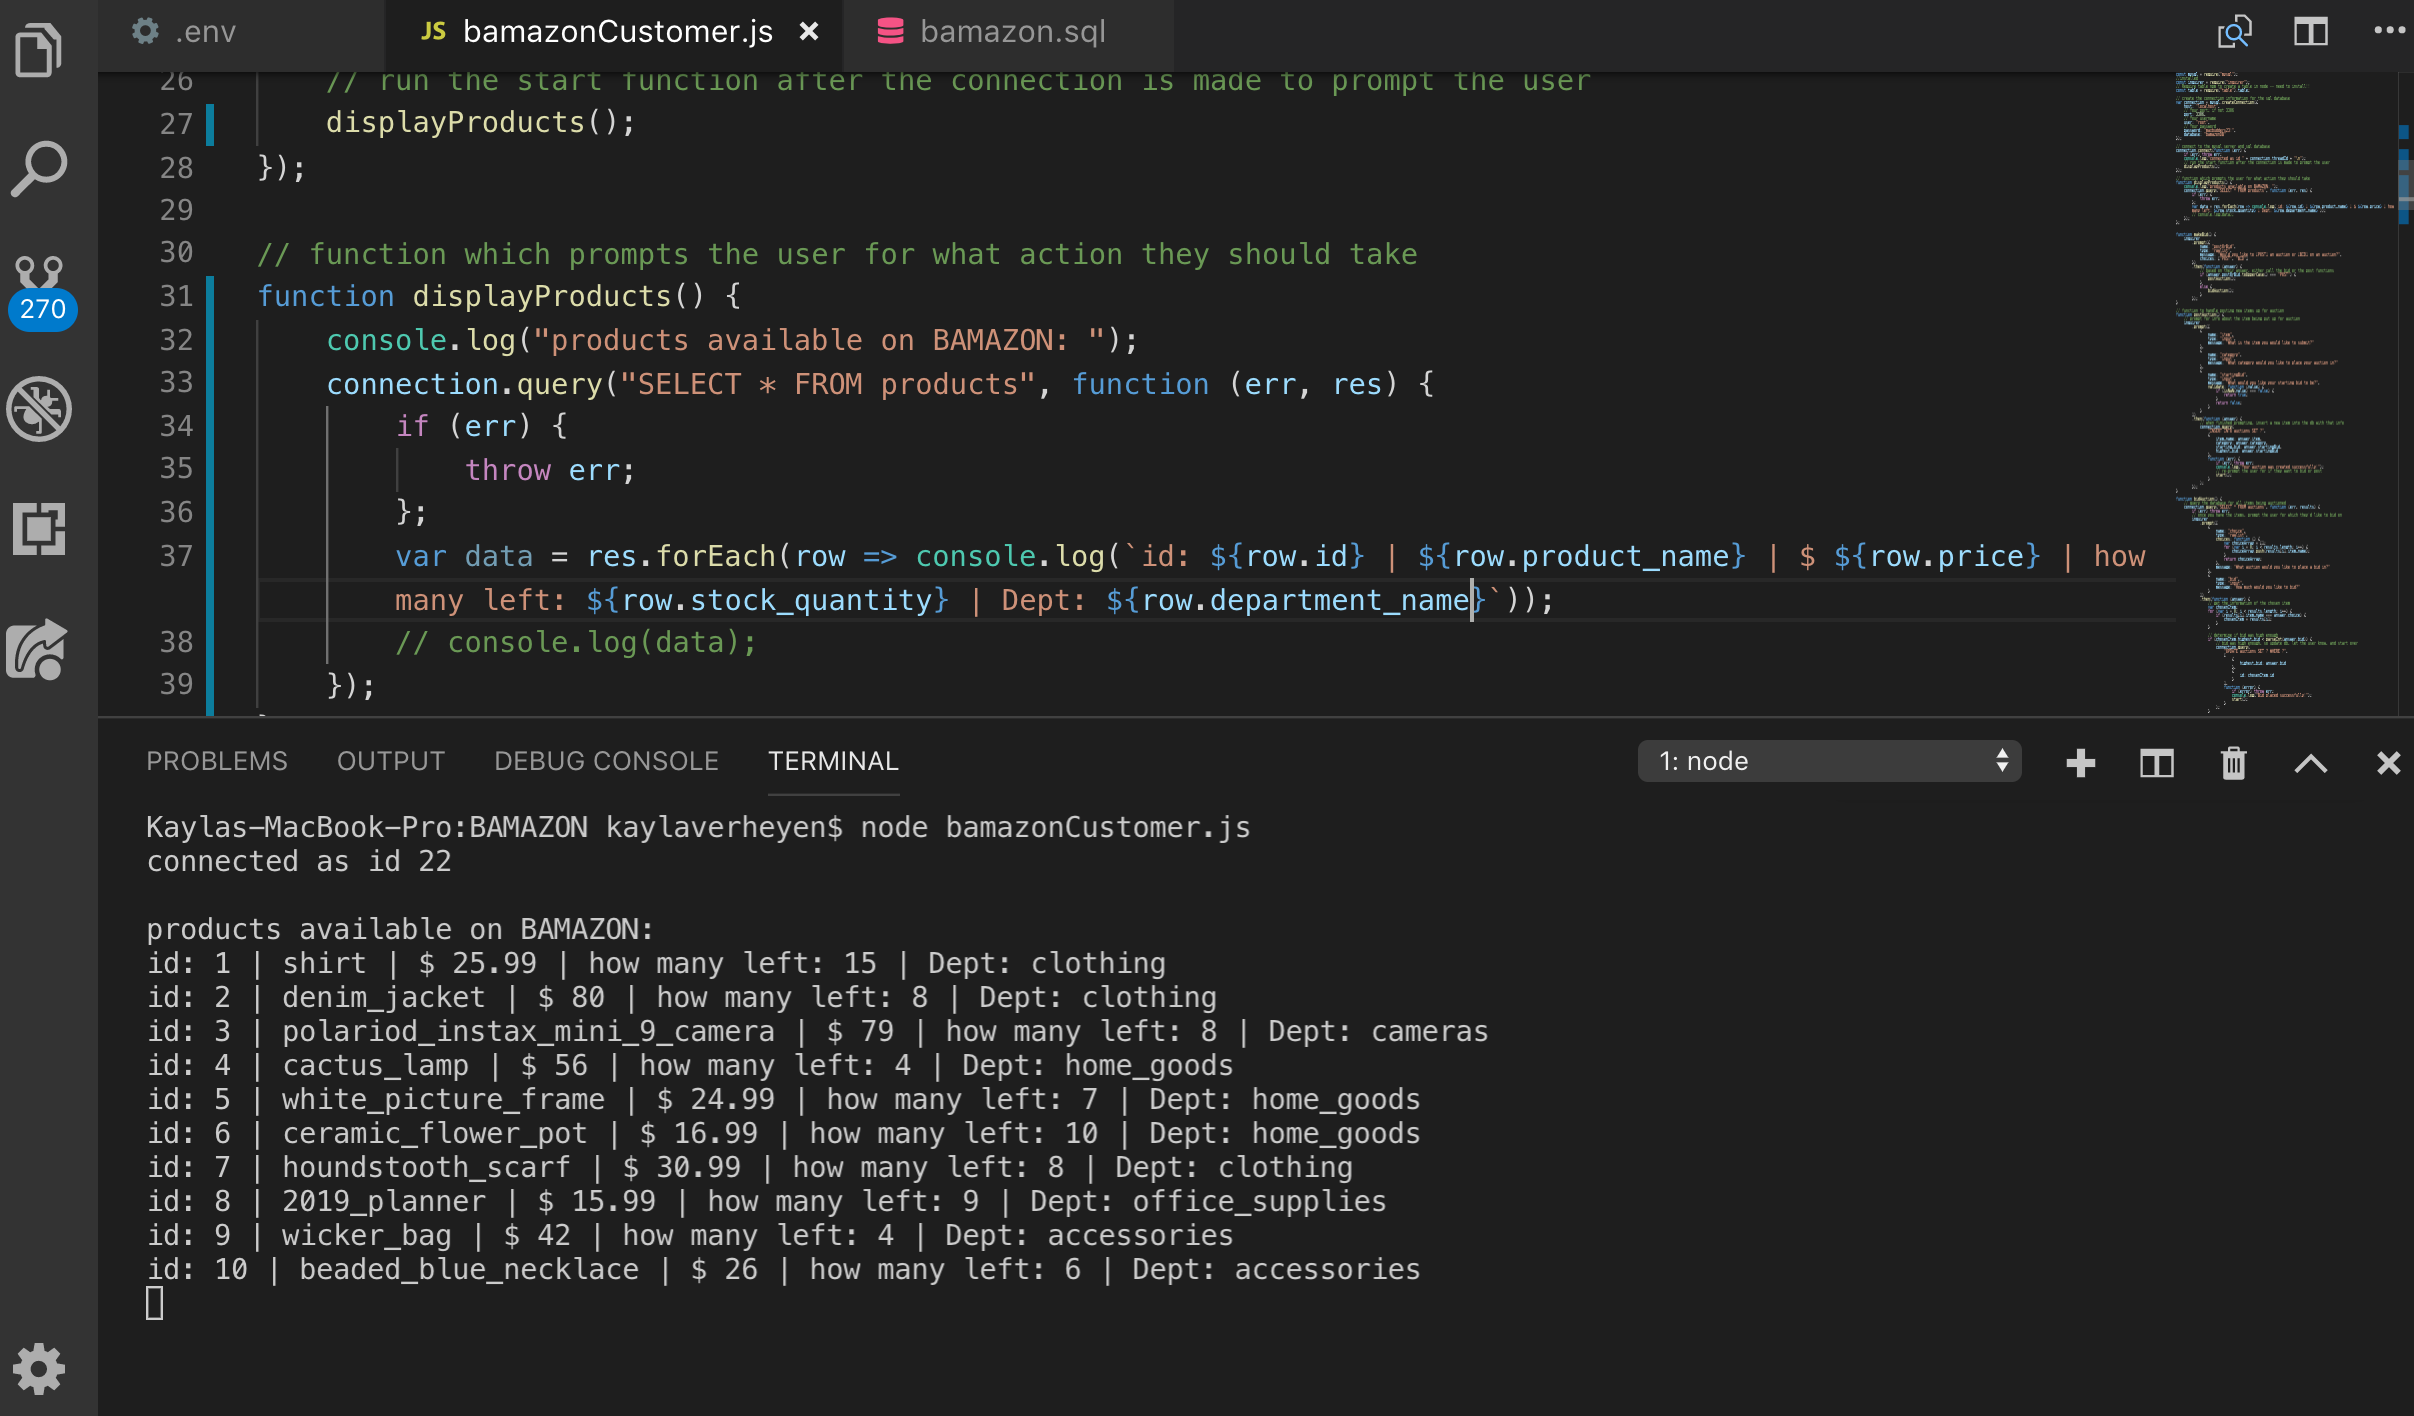 .env
JS bamazonCustomer.js
bamazon.sql
26 // run the start function after the connection is made to prompt the user
27 displayProducts();
28 });
29
30 // function which prompts the user for what action they should take
31 function displayProducts() {
32 console.log("products available on BAMAZON: ");
33 connection.query("SELECT * FROM products", function (err, res) {
34 if (err) {
35 throw err;
36 };
37 var data = res.forEach(row => console.log(`id: ${row.id} | ${row.product_name} | $ ${row.price} | how
many left: ${row.stock_quantity} | Dept: ${row.department_name}`));
38 // console.log(data);
39 });
270
PROBLEMS OUTPUT DEBUG CONSOLE TERMINAL 1: node
Kaylas-MacBook-Pro:BAMAZON kaylaverheyen$ node bamazonCustomer.js
connected as id 22
products available on BAMAZON:
id: 1 | shirt | $ 25.99 | how many left: 15 | Dept: clothing
id: 2 | denim_jacket | $ 80 | how many left: 8 | Dept: clothing
id: 3 | polariod_instax_mini_9_camera | $ 79 | how many left: 8 | Dept: cameras
id: 4 | cactus_lamp | $ 56 | how many left: 4 | Dept: home_goods
id: 5 | white_picture_frame | $ 24.99 | how many left: 7 | Dept: home_goods
id: 6 | ceramic_flower_pot | $ 16.99 | how many left: 10 | Dept: home_goods
id: 7 | houndstooth_scarf | $ 30.99 | how many left: 8 | Dept: clothing
id: 8 | 2019_planner | $ 15.99 | how many left: 9 | Dept: office_supplies
id: 9 | wicker_bag | $ 42 | how many left: 4 | Dept: accessories
id: 10 | beaded_blue_necklace | $ 26 | how many left: 6 | Dept: accessories